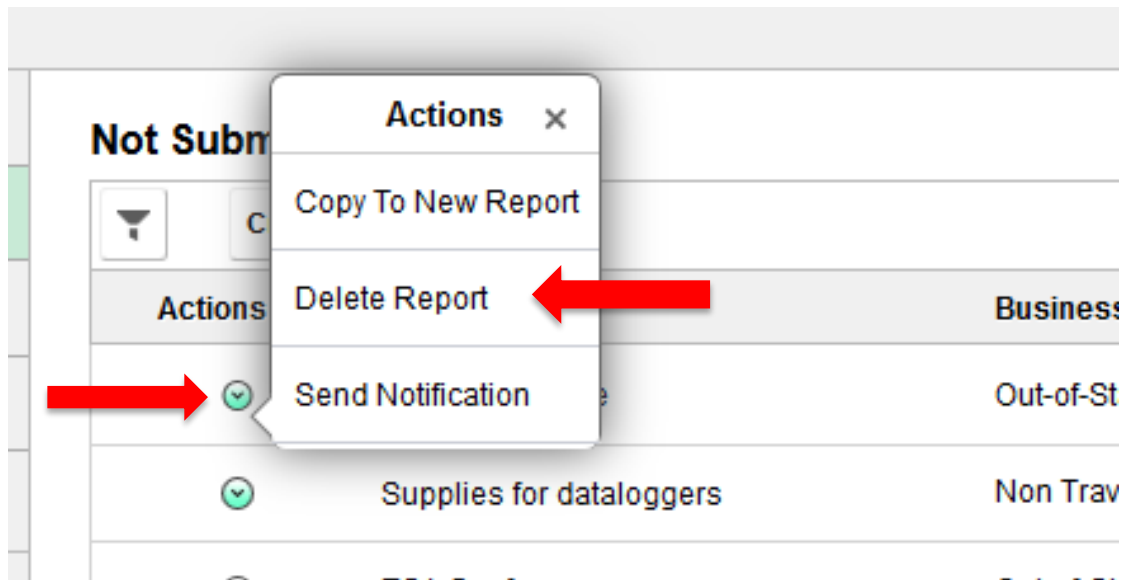 Actions ×
Not Subm
Copy To New Report
C
Delete Report
Actions
Business
Send Notification
e
Out-of-St
Supplies for dataloggers
Non Trav